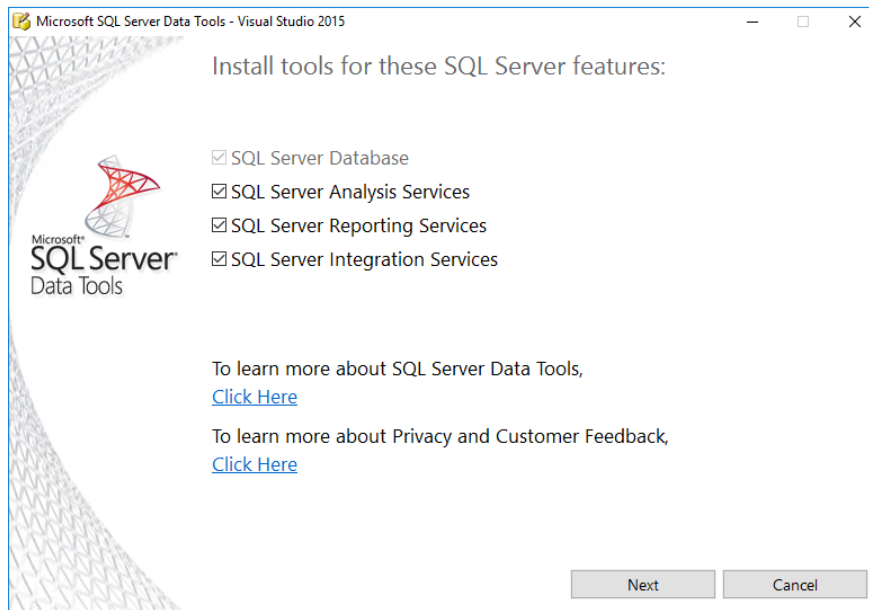 Microsoft SQL Server Data Tools - Visual Studio 2015
Install tools for these SQL Server features:
SQL Server Database
SQL Server Analysis Services
SQL Server Reporting Services
SQL Server Integration Services
Microsoft®
SQL Server®
Data Tools
To learn more about SQL Server Data Tools,
Click Here
To learn more about Privacy and Customer Feedback,
Click Here
Next
Cancel